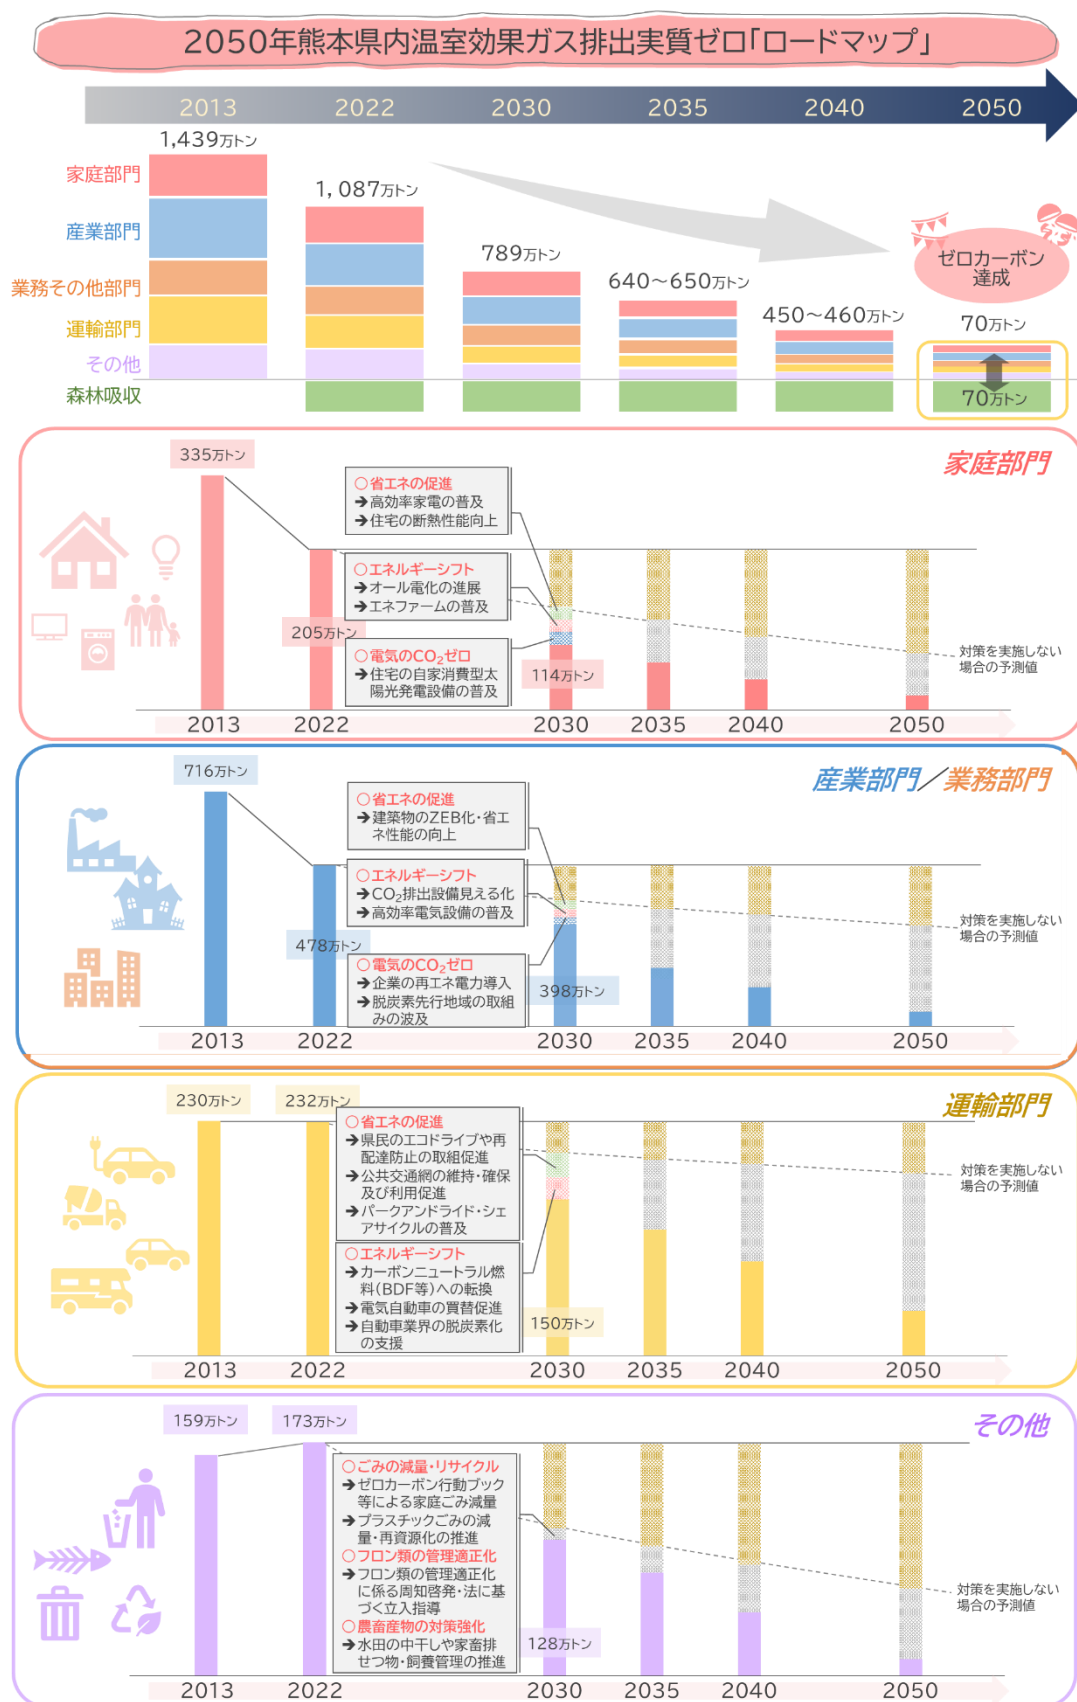 2050年熊本県内温室効果ガス排出実質ゼロ「ロードマップ」
2013 2022 2030 2035 2040 2050
1,439万トン
1,087万トン
789万トン
640～650万トン
450～460万トン
70万トン
ゼロカーボン
達成
家庭部門
産業部門
業務その他部門
運輸部門
その他
森林吸収
70万トン
家庭部門
335万トン
205万トン
114万トン
○省エネの促進
➔高効率家電の普及
➔住宅の断熱性能向上
○エネルギーシフト
➔オール電化の進展
➔エネファームの普及
○電気のCO₂ゼロ
➔住宅の自家消費型太
陽光発電設備の普及
対策を実施しない
場合の予測値
2013 2022 2030 2035 2040 2050
産業部門／業務部門
716万トン
478万トン
398万トン
○省エネの促進
➔建築物のZEB化・省エ
ネ性能の向上
○エネルギーシフト
➔CO₂排出設備見える化
➔高効率電気設備の普及
○電気のCO₂ゼロ
➔企業の再エネ電力導入
➔脱炭素先行地域の取組
みの波及
対策を実施しない
場合の予測値
2013 2022 2030 2035 2040 2050
運輸部門
230万トン
232万トン
150万トン
○省エネの促進
➔県民のエコドライブや再
配達防止の取組促進
➔公共交通網の維持・確保
及び利用促進
➔パークアンドライド・シェ
アサイクルの普及
○エネルギーシフト
➔カーボンニュートラル燃
料(BDF等)への転換
➔電気自動車の買替促進
➔自動車業界の脱炭素化
の支援
対策を実施しない
場合の予測値
2013 2022 2030 2035 2040 2050
その他
159万トン
173万トン
128万トン
○ごみの減量・リサイクル
➔ゼロカーボン行動ブック
等による家庭ごみ減量
➔プラスチックごみの減
量・再資源化の推進
○フロン類の管理適正化
➔フロン類の管理適正化
に係る周知啓発・法に基
づく立入指導
○農畜産物の対策強化
➔水田の中干しや家畜排
せつ物・飼養管理の推進
対策を実施しない
場合の予測値
2013 2022 2030 2035 2040 2050